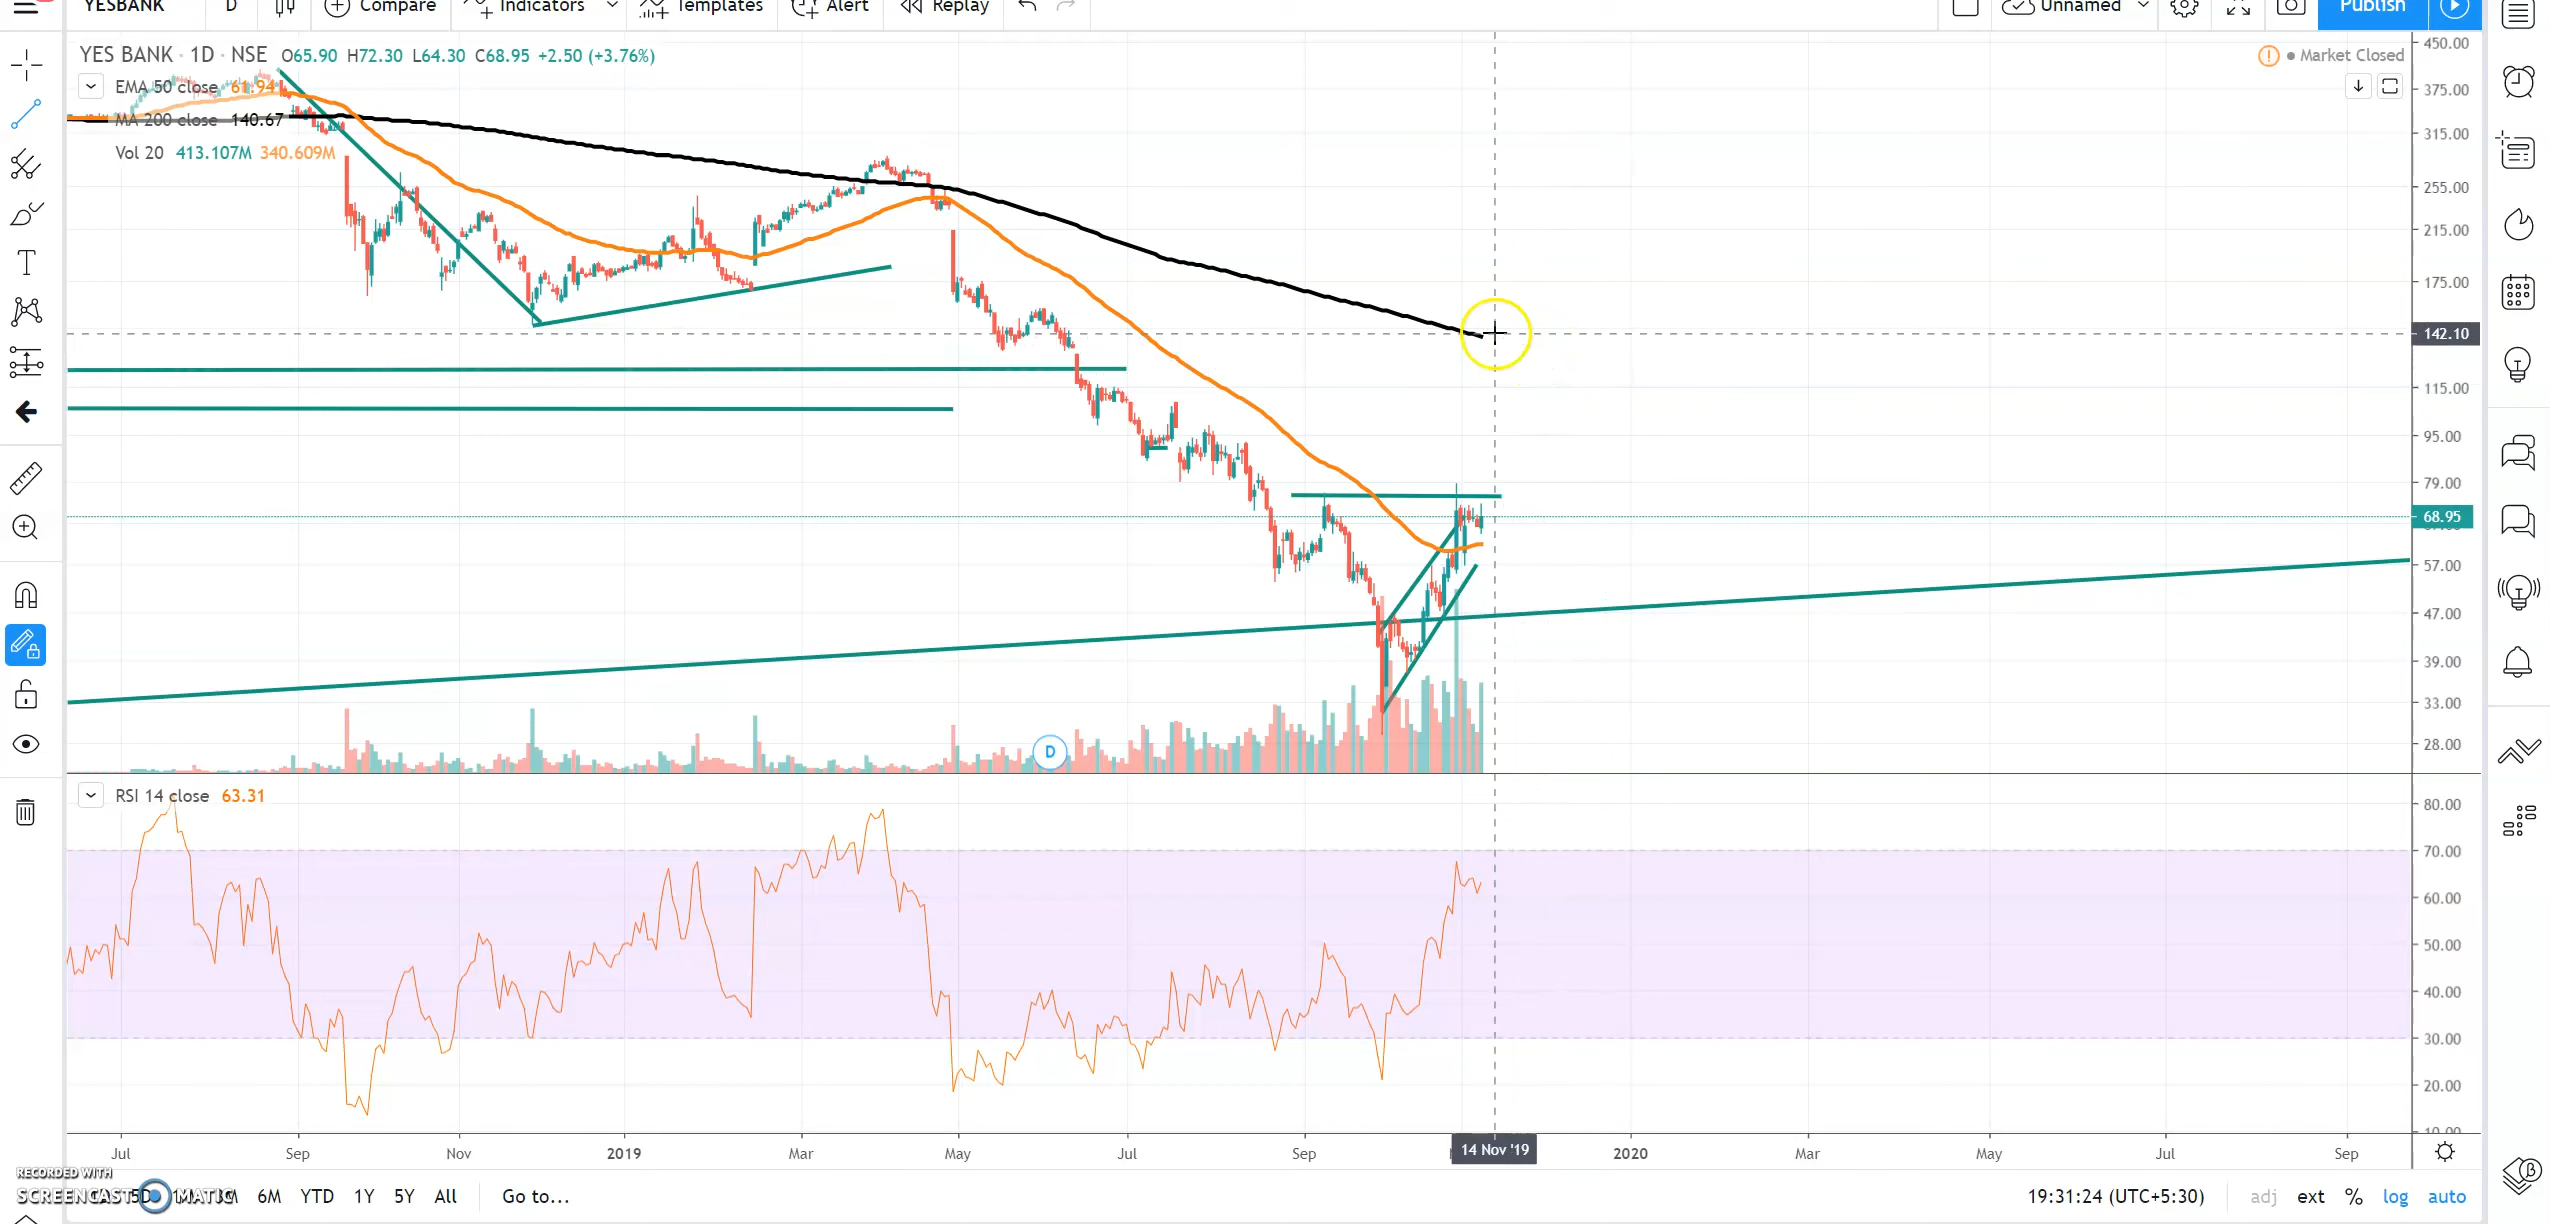 YESBANK D Compare Indicators Templates Alert Replay Unnamed Publish
YES BANK · 1D · NSE O65.90 H72.30 L64.30 C68.95 +2.50 (+3.76%)
Market Closed
EMA 50 close 61.94
MA 200 close 140.67
Vol 20 413.107M 340.609M
450.00
375.00
315.00
255.00
215.00
175.00
142.10
115.00
95.00
79.00
68.95
57.00
47.00
39.00
33.00
28.00
D
RSI 14 close 63.31
80.00
70.00
60.00
50.00
40.00
30.00
20.00
10.00
Jul Sep Nov 2019 Mar May Jul Sep 14 Nov '19 2020 Mar May Jul Sep
RECORDED WITH
SCREENCAST MATIC
5D 6M YTD 1Y 5Y All Go to...
19:31:24 (UTC+5:30) adj ext % log auto